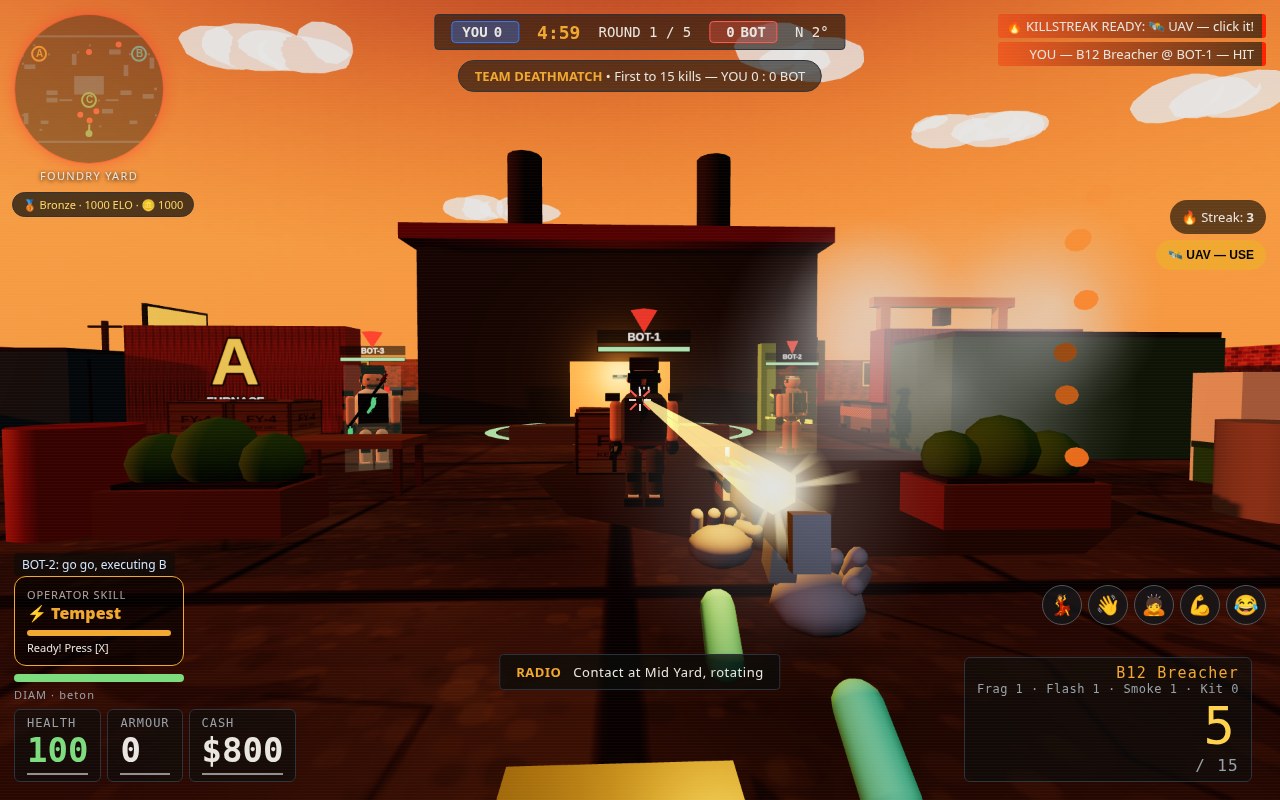 YOU 0
4:59
ROUND 1 / 5
0 BOT
N 2°
TEAM DEATHMATCH • First to 15 kills — YOU 0 : 0 BOT
🔥 KILLSTREAK READY: 🛰️ UAV — click it!
YOU — B12 Breacher @ BOT-1 — HIT
A
B
C
FOUNDRY YARD
🥉 Bronze · 1000 ELO · 🪙 1000
🔥 Streak: 3
🛰️ UAV — USE
BOT-1
BOT-3
BOT-2
A
FURNACE
BOT-2: go go, executing B
OPERATOR SKILL
⚡ Tempest
Ready! Press [X]
DIAM · beton
HEALTH
100
ARMOUR
0
CASH
$800
RADIO Contact at Mid Yard, rotating
B12 Breacher
Frag 1 · Flash 1 · Smoke 1 · Kit 0
5
/ 15